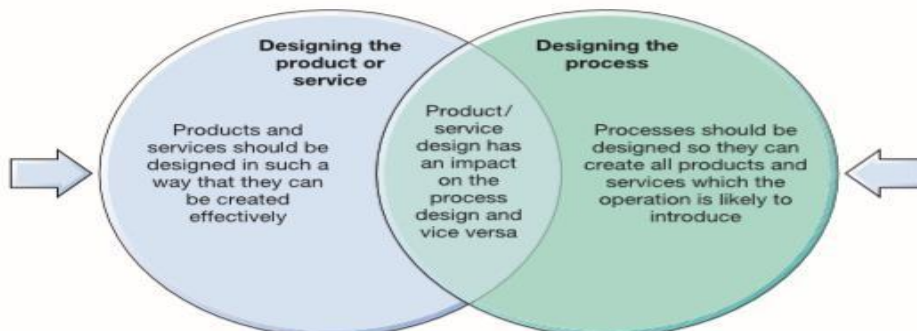 Designing the
product or
service
Products and
services should be
designed in such a
way that they can
be created
effectively
Product/
service
design has
an impact
on the
process
design and
vice versa
Designing the
process
Processes should be
designed so they can
create all products and
services which the
operation is likely to
introduce